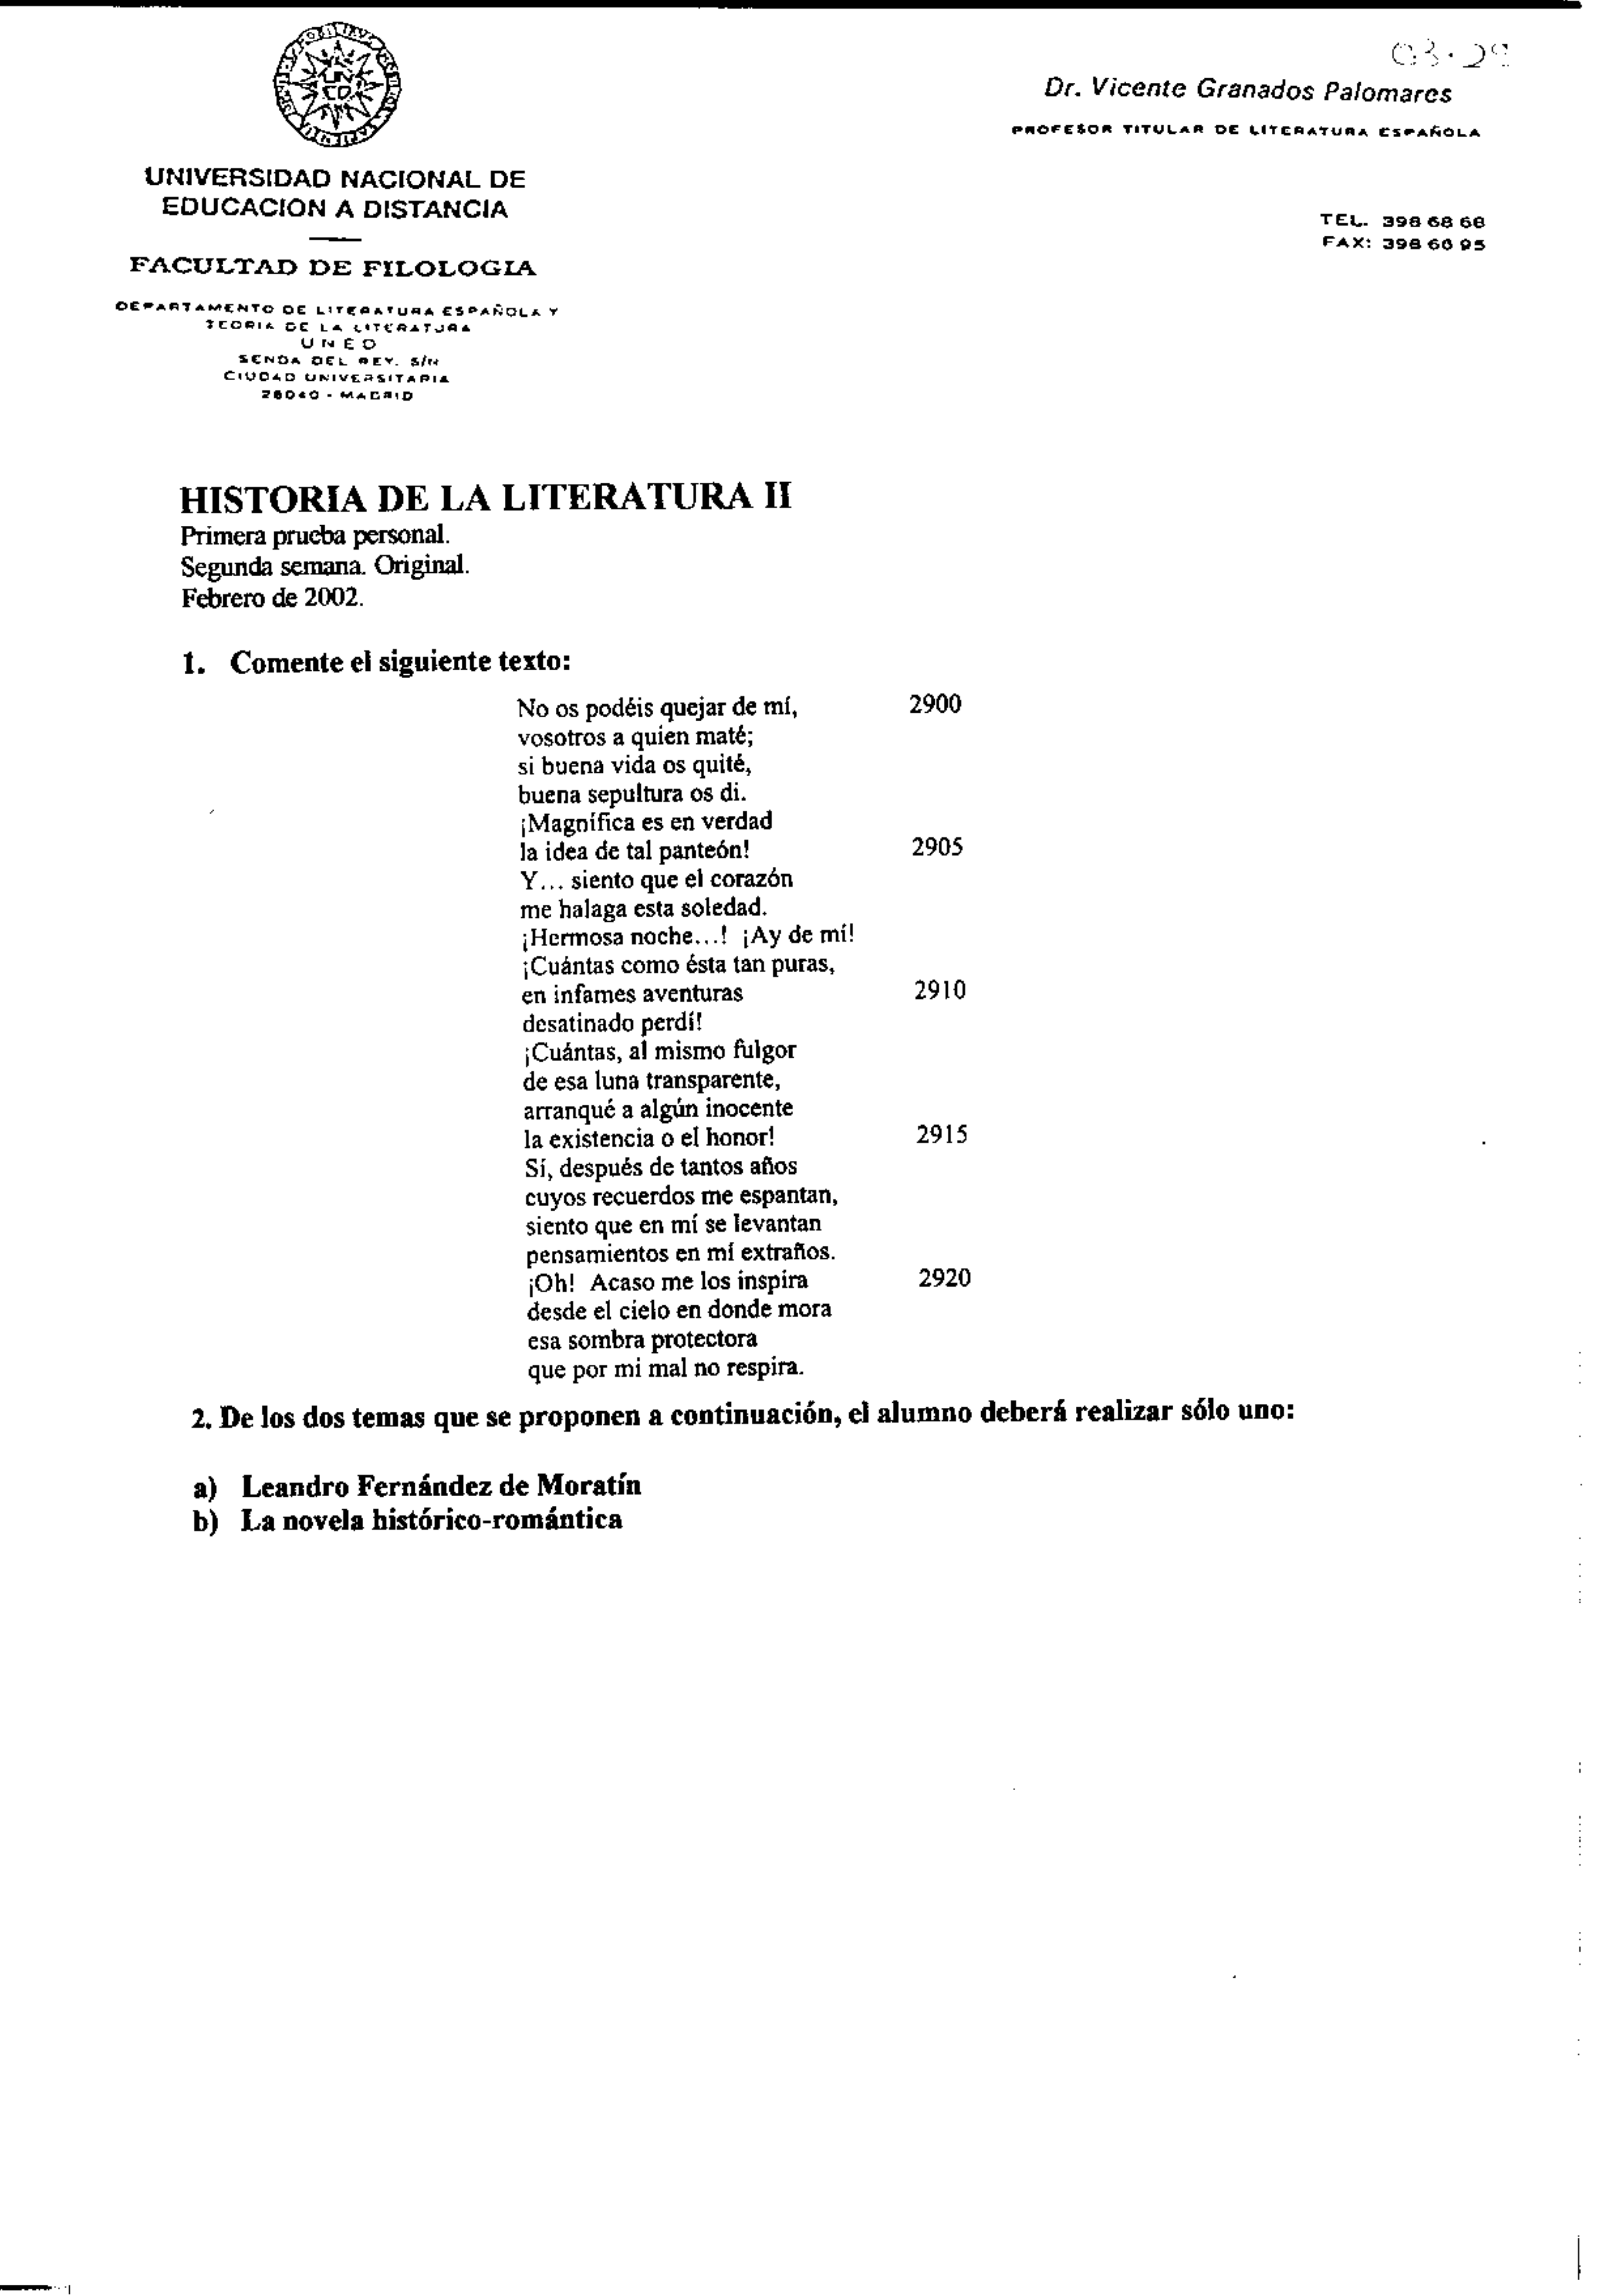 03·29
Dr. Vicente Granados Palomares
PROFESOR TITULAR DE LITERATURA ESPAÑOLA
UNIVERSIDAD NACIONAL DE
EDUCACION A DISTANCIA
TEL. 398 68 68
FAX: 398 66 95
FACULTAD DE FILOLOGIA
DEPARTAMENTO DE LITERATURA ESPAÑOLA Y
TEORIA DE LA LITERATURA
UNED
SENDA DEL REY. S/N
CIUDAD UNIVERSITARIA
28040 - MADRID
HISTORIA DE LA LITERATURA II
Primera prueba personal.
Segunda semana. Original.
Febrero de 2002.
1. Comente el siguiente texto:
No os podéis quejar de mí, 2900
vosotros a quien maté;
si buena vida os quité,
buena sepultura os di.
¡Magnífica es en verdad
la idea de tal panteón! 2905
Y... siento que el corazón
me halaga esta soledad.
¡Hermosa noche...! ¡Ay de mí!
¡Cuántas como ésta tan puras,
en infames aventuras 2910
desatinado perdí!
¡Cuántas, al mismo fulgor
de esa luna transparente,
arranqué a algún inocente
la existencia o el honor! 2915
Sí, después de tantos años
cuyos recuerdos me espantan,
siento que en mí se levantan
pensamientos en mí extraños.
¡Oh! Acaso me los inspira 2920
desde el cielo en donde mora
esa sombra protectora
que por mi mal no respira.
2. De los dos temas que se proponen a continuación, el alumno deberá realizar sólo uno:
a) Leandro Fernández de Moratín
b) La novela histórico-romántica